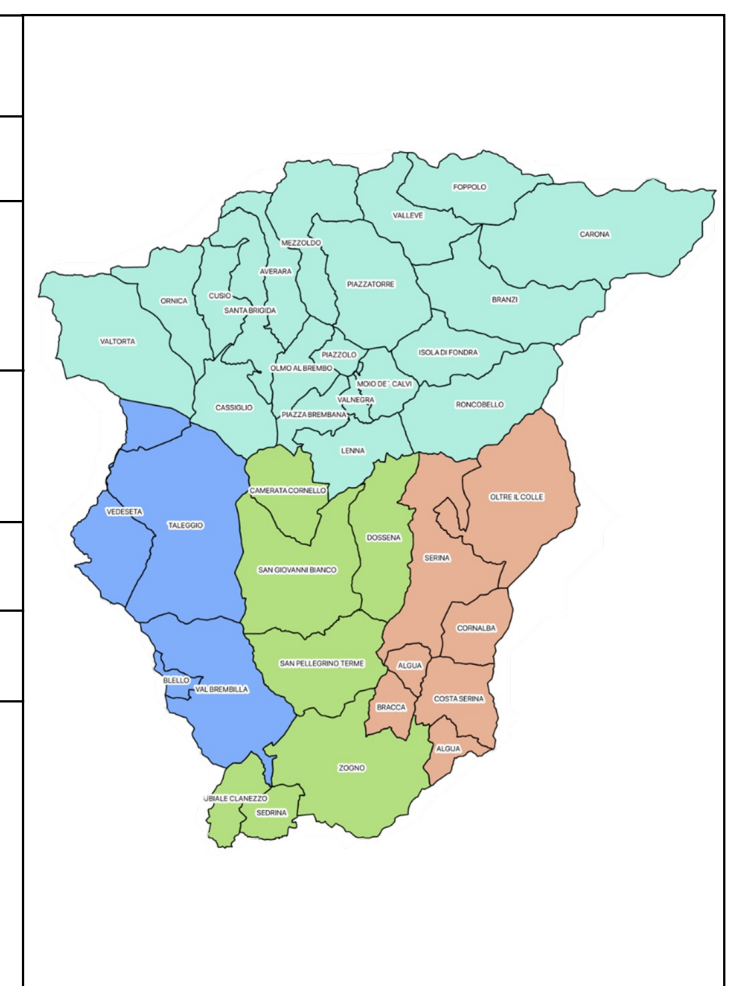 FOPPOLO
VALLEVE
CARONA
MEZZOLDO
AVERARA
PIAZZATORRE
CUSIO
ORNICA
BRANZI
SANTA BRIGIDA
VALTORTA
PIAZZOLO
ISOLA DI FONDRA
OLMO AL BREMBO
MOIO DE' CALVI
VALNEGRA
RONCOBELLO
CASSIGLIO
PIAZZA BREMBANA
LENNA
CAMERATA CORNELLO
OLTRE IL COLLE
VEDESETA
TALEGGIO
DOSSENA
SERINA
SAN GIOVANNI BIANCO
CORNALBA
SAN PELLEGRINO TERME
ALGUA
BLELLO
VAL BREMBILLA
COSTA SERINA
BRACCA
ALGUA
ZOGNO
UBIALE CLANEZZO
SEDRINA